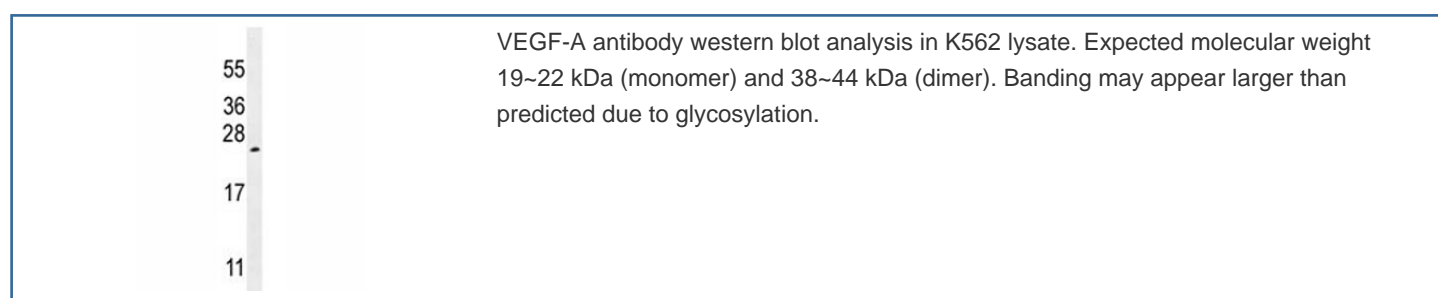 55
36
28
17
11
VEGF-A antibody western blot analysis in K562 lysate. Expected molecular weight
19~22 kDa (monomer) and 38~44 kDa (dimer). Banding may appear larger than
predicted due to glycosylation.